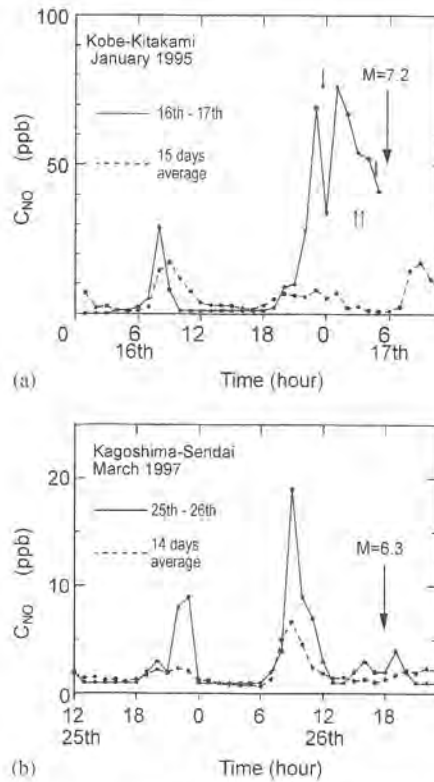 100
Kobe-Kitakami
January 1995
M=7.2
16th - 17th
15 days
average
50
C_NO (ppb)
0
0 6 12 18 0 6
16th 17th
(a) Time (hour)
Kagoshima-Sendai
March 1997
20
25th - 26th
14 days
average
M=6.3
10
C_NO (ppb)
0
12 18 0 6 12 18
25th 26th
(b) Time (hour)